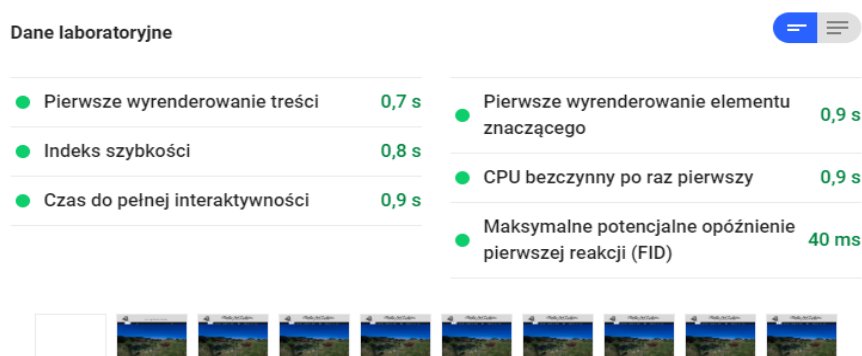 Dane laboratoryjne
Pierwsze wyrenderowanie treści 0,7 s
Indeks szybkości 0,8 s
Czas do pełnej interaktywności 0,9 s
Pierwsze wyrenderowanie elementu
znaczącego 0,9 s
CPU bezczynny po raz pierwszy 0,9 s
Maksymalne potencjalne opóźnienie
pierwszej reakcji (FID) 40 ms